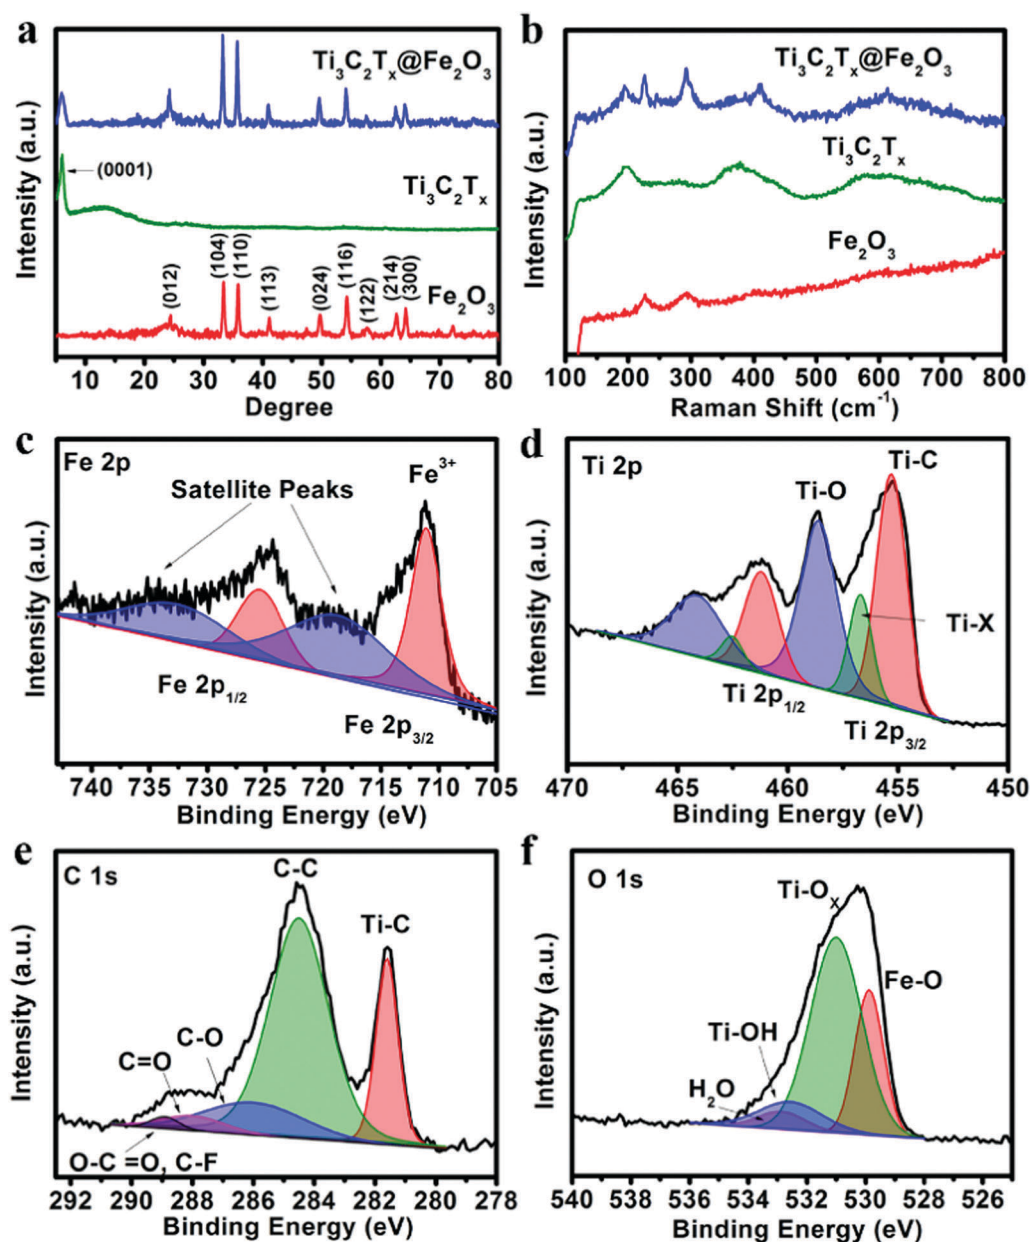 a
Ti₃C₂Tₓ@Fe₂O₃
(0001)
Ti₃C₂Tₓ
(012)
(104)
(110)
(113)
(024)
(116)
(122)
(214)
(300)
Fe₂O₃
10 20 30 40 50 60 70 80
Degree
Intensity (a.u.)
b
Ti₃C₂Tₓ@Fe₂O₃
Ti₃C₂Tₓ
Fe₂O₃
100 200 300 400 500 600 700 800
Raman Shift (cm⁻¹)
Intensity (a.u.)
c
Fe 2p
Fe³⁺
Satellite Peaks
Fe 2p₁/₂
Fe 2p₃/₂
740 735 730 725 720 715 710 705
Binding Energy (eV)
Intensity (a.u.)
d
Ti 2p
Ti-C
Ti-O
Ti-X
Ti 2p₁/₂
Ti 2p₃/₂
470 465 460 455 450
Binding Energy (eV)
Intensity (a.u.)
e
C 1s
C-C
Ti-C
C-O
C=O
O-C =O, C-F
292 290 288 286 284 282 280 278
Binding Energy (eV)
Intensity (a.u.)
f
O 1s
Ti-Oₓ
Fe-O
Ti-OH
H₂O
540 538 536 534 532 530 528 526
Binding Energy (eV)
Intensity (a.u.)